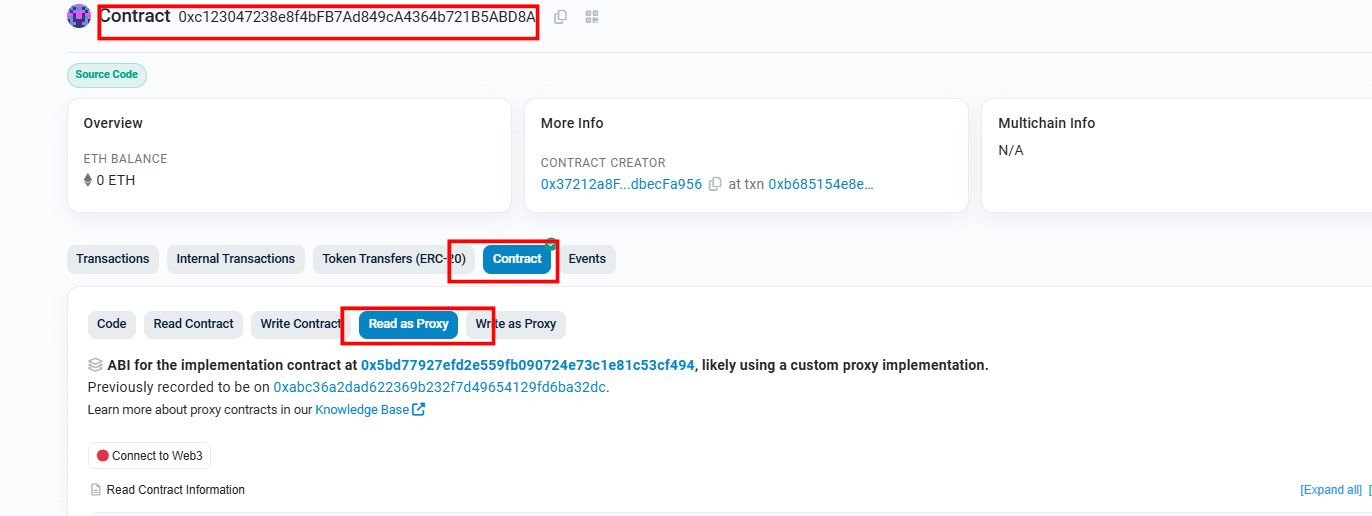 Contract 0xc123047238e8f4bFB7Ad849cA4364b721B5ABD8A
Source Code
Overview
ETH BALANCE
0 ETH
More Info
CONTRACT CREATOR
0x37212a8F...dbecFa956 at txn 0xb685154e8e...
Multichain Info
N/A
Transactions Internal Transactions Token Transfers (ERC-20) Contract Events
Code Read Contract Write Contract Read as Proxy Write as Proxy
ABI for the implementation contract at 0x5bd77927efd2e559fb090724e73c1e81c53cf494, likely using a custom proxy implementation.
Previously recorded to be on 0xabc36a2dad622369b232f7d49654129fd6ba32dc.
Learn more about proxy contracts in our Knowledge Base
Connect to Web3
Read Contract Information [Expand all] [